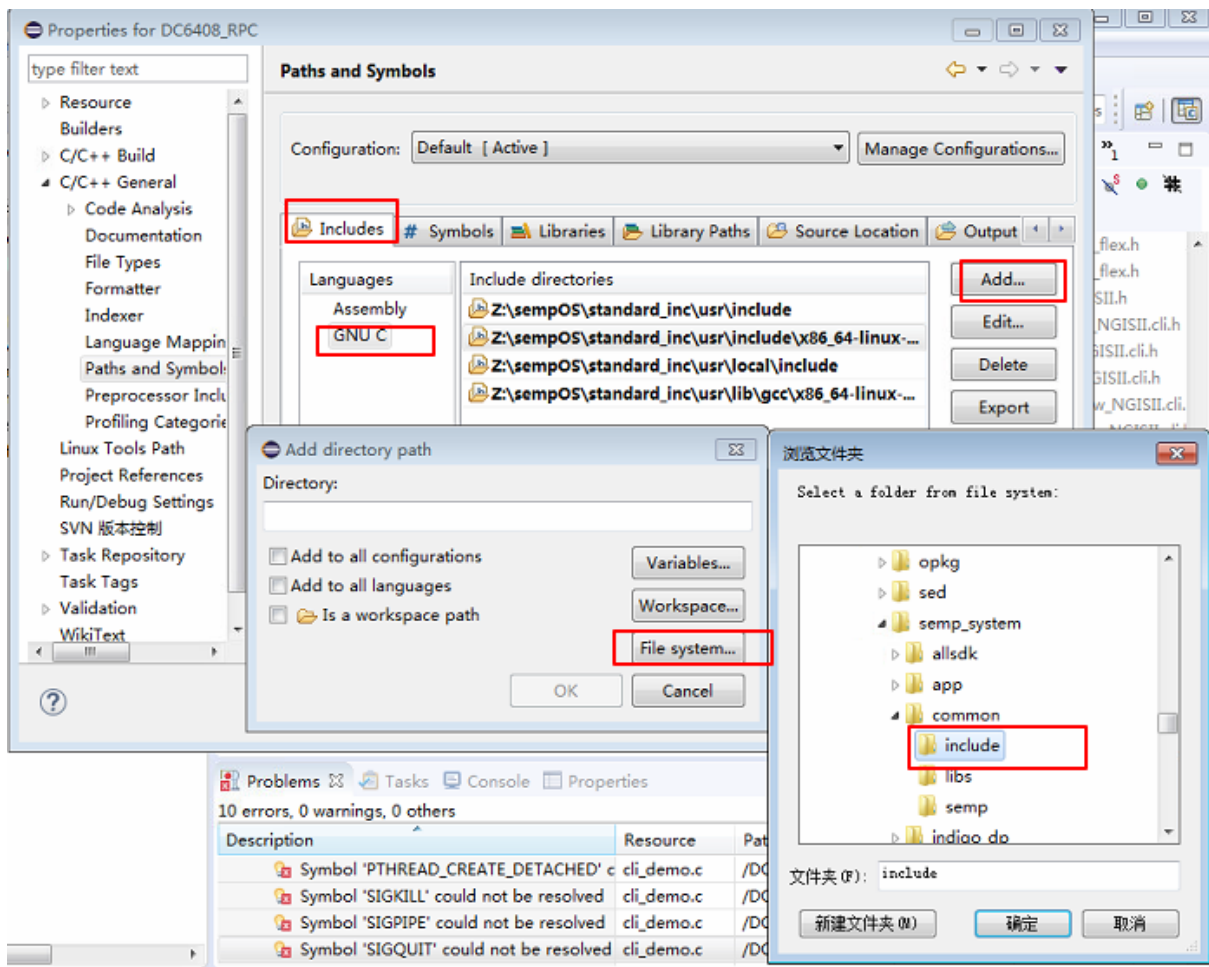 Properties for DC6408_RPC
type filter text
Resource
Builders
C/C++ Build
C/C++ General
Code Analysis
Documentation
File Types
Formatter
Indexer
Language Mappin
Paths and Symbol
Preprocessor Inclu
Profiling Categorie
Linux Tools Path
Project References
Run/Debug Settings
SVN 版本控制
Task Repository
Task Tags
Validation
WikiText
Paths and Symbols
Configuration: Default [ Active ] Manage Configurations...
Includes # Symbols Libraries Library Paths Source Location Output
Languages
Assembly
GNU C
Include directories
Z:\sempOS\standard_inc\usr\include
Z:\sempOS\standard_inc\usr\include\x86_64-linux-...
Z:\sempOS\standard_inc\usr\local\include
Z:\sempOS\standard_inc\usr\lib\gcc\x86_64-linux-...
Add...
Edit...
Delete
Export
_flex.h
_flex.h
SII.h
_NGISII.cli.h
GISII.cli.h
GISII.cli.h
w_NGISII.cli.
Add directory path
Directory:
Add to all configurations
Add to all languages
Is a workspace path
Variables...
Workspace...
File system...
OK Cancel
浏览文件夹
Select a folder from file system:
opkg
sed
semp_system
allsdk
app
common
include
libs
semp
indigo_dp
文件夹(F): include
新建文件夹(N) 确定 取消
Problems Tasks Console Properties
10 errors, 0 warnings, 0 others
Description Resource Pat
Symbol 'PTHREAD_CREATE_DETACHED' c cli_demo.c /DC
Symbol 'SIGKILL' could not be resolved cli_demo.c /DC
Symbol 'SIGPIPE' could not be resolved cli_demo.c /DC
Symbol 'SIGQUIT' could not be resolved cli_demo.c /DC